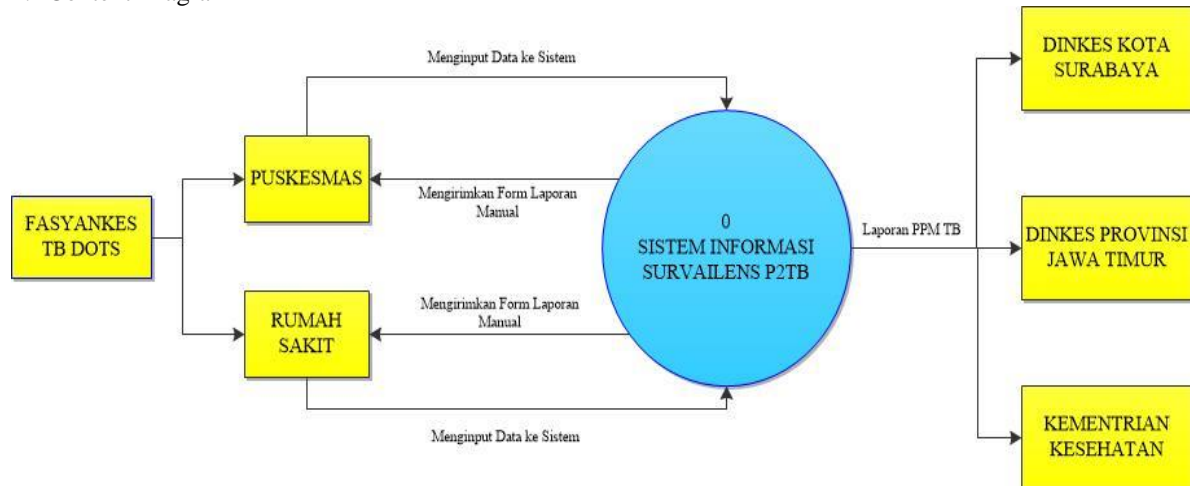 Menginput Data ke Sistem
DINKES KOTA
SURABAYA
PUSKESMAS
Mengirimkan Form Laporan
Manual
FASYANKES
TB DOTS
0
SISTEM INFORMASI
SURVAILENS P2TB
Laporan PPM TB
DINKES PROVINSI
JAWA TIMUR
RUMAH
SAKIT
Mengirimkan Form Laporan
Manual
Menginput Data ke Sistem
KEMENTRIAN
KESEHATAN